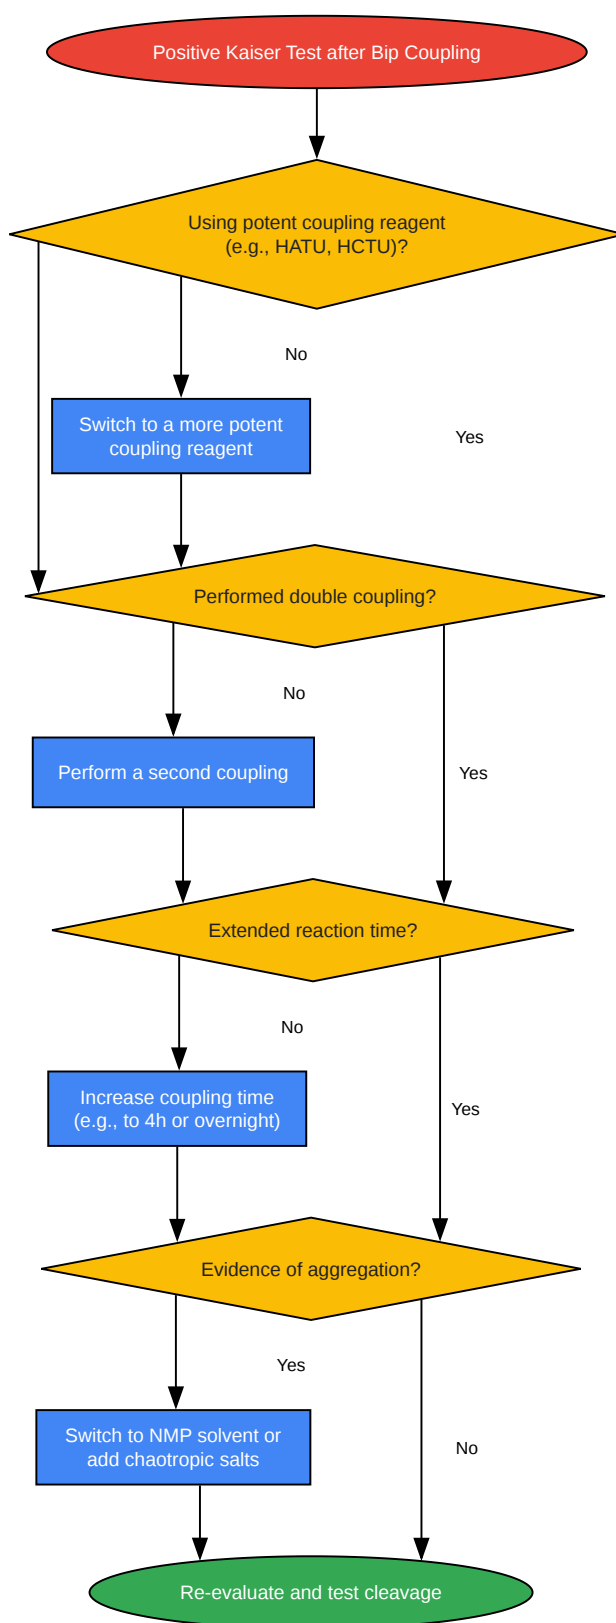 Positive Kaiser Test after Bip Coupling
Using potent coupling reagent
(e.g., HATU, HCTU)?
No
Switch to a more potent
coupling reagent
Yes
Performed double coupling?
No
Perform a second coupling
Yes
Extended reaction time?
No
Increase coupling time
(e.g., to 4h or overnight)
Yes
Evidence of aggregation?
Yes
Switch to NMP solvent or
add chaotropic salts
No
Re-evaluate and test cleavage